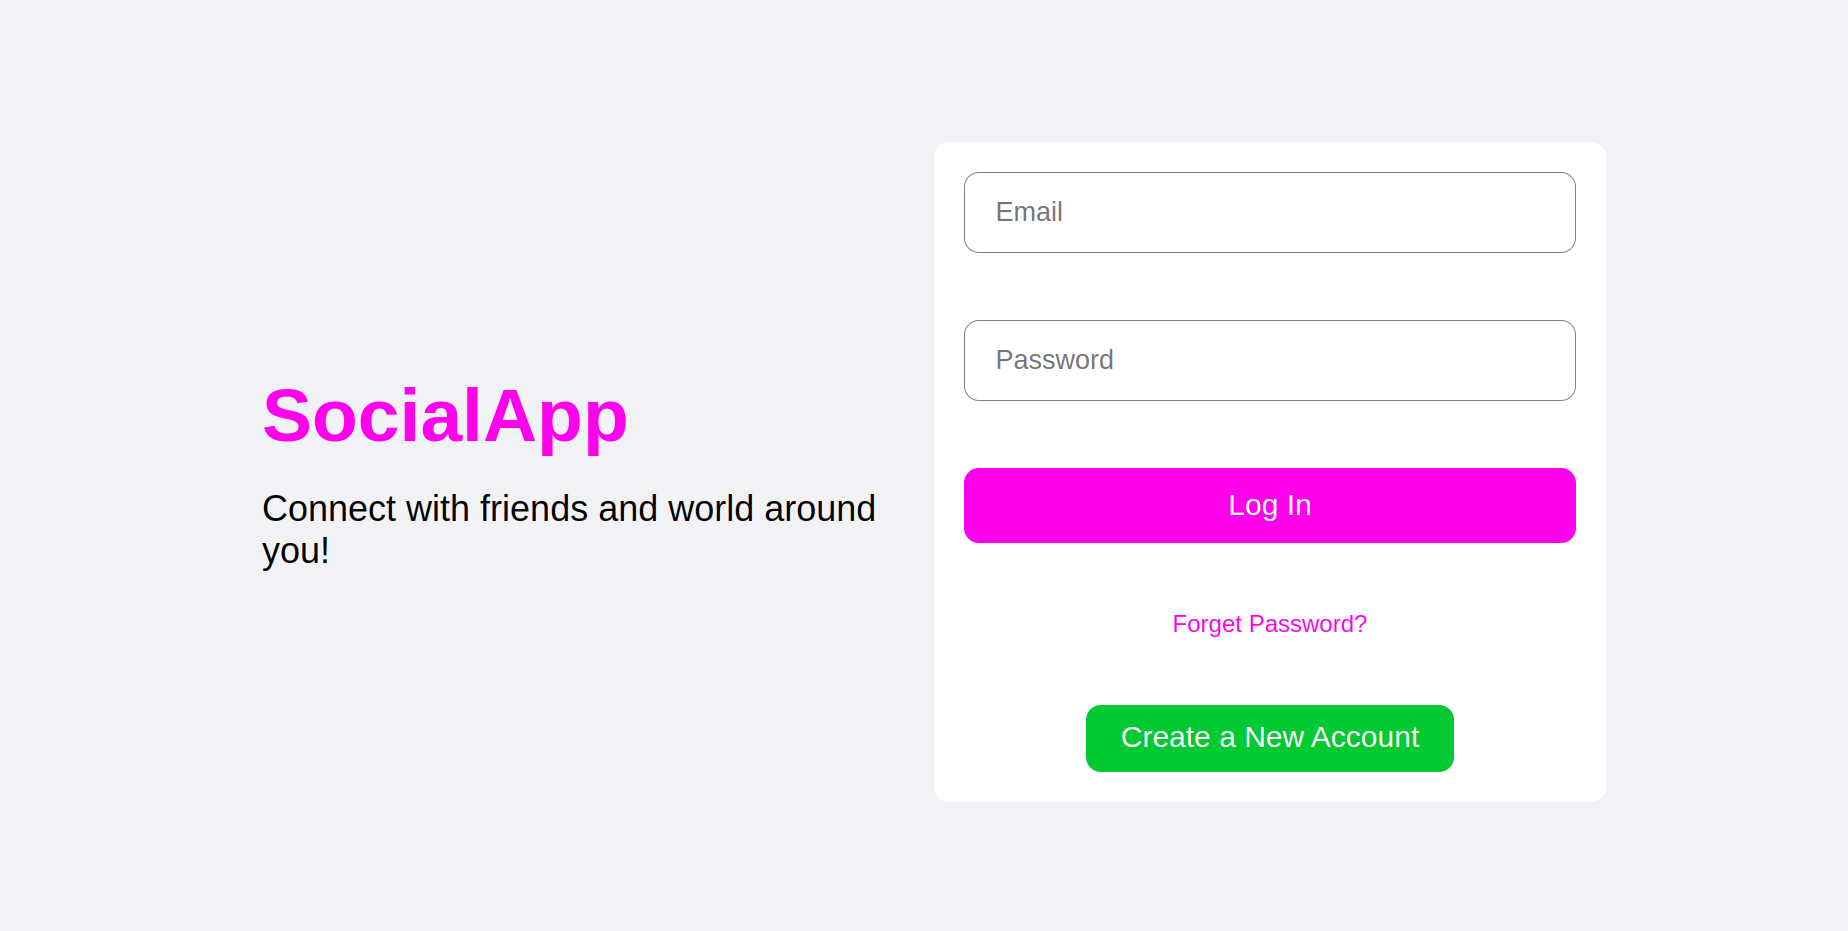 SocialApp
Connect with friends and world around
you!
Email
Password
Log In
Forget Password?
Create a New Account